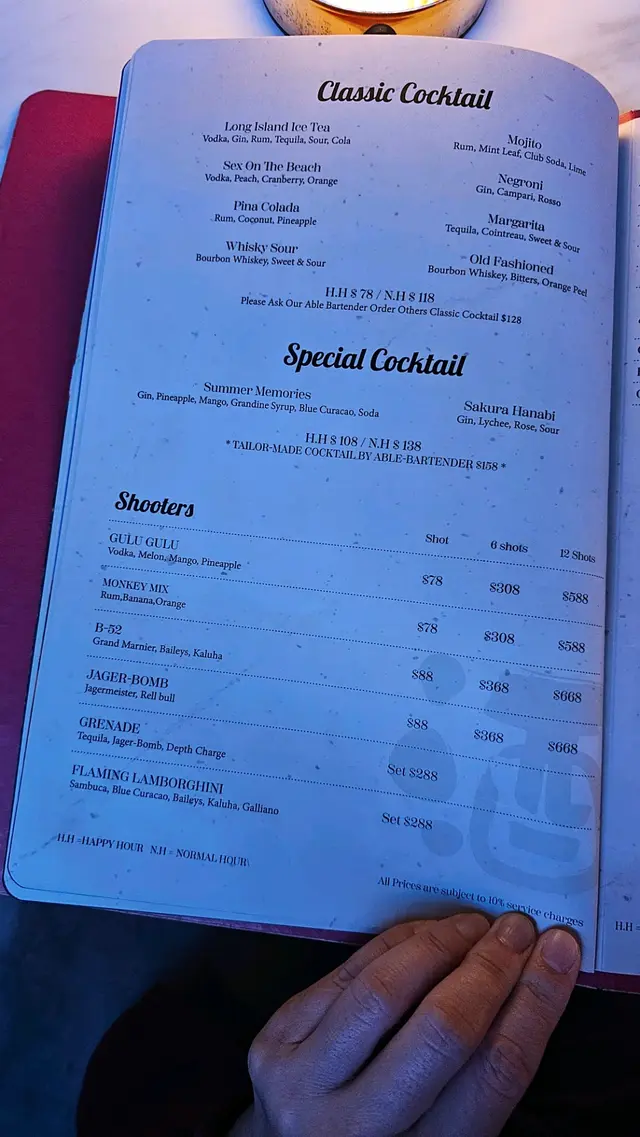 Classic Cocktail
Long Island Ice Tea
Vodka, Gin, Rum, Tequila, Sour, Cola
Mojito
Rum, Mint Leaf, Club Soda, Lime
Sex On The Beach
Vodka, Peach, Cranberry, Orange
Negroni
Gin, Campari, Rosso
Pina Colada
Rum, Coconut, Pineapple
Margarita
Tequila, Cointreau, Sweet & Sour
Whisky Sour
Bourbon Whiskey, Sweet & Sour
Old Fashioned
Bourbon Whiskey, Bitters, Orange Peel
H.H $ 78 / N.H $ 118
Please Ask Our Able Bartender Order Others Classic Cocktail $128
Special Cocktail
Summer Memories
Gin, Pineapple, Mango, Grandine Syrup, Blue Curacao, Soda
Sakura Hanabi
Gin, Lychee, Rose, Sour
H.H $ 108 / N.H $ 138
* TAILOR-MADE COCKTAIL BY ABLE-BARTENDER $158 *
Shooters
Shot 6 shots 12 Shots
GULU GULU
Vodka, Melon, Mango, Pineapple
$78 $308 $588
MONKEY MIX
Rum,Banana,Orange
$78 $308 $588
B-52
Grand Marnier, Baileys, Kaluha
$88 $368 $668
JAGER-BOMB
Jagermeister, Rell bull
$88 $368 $668
GRENADE
Tequila, Jager-Bomb, Depth Charge
Set $288
FLAMING LAMBORGHINI
Sambuca, Blue Curacao, Baileys, Kaluha, Galliano
Set $288
H.H =HAPPY HOUR N.H = NORMAL HOUR
All Prices are subject to 10% service charges
H.H =